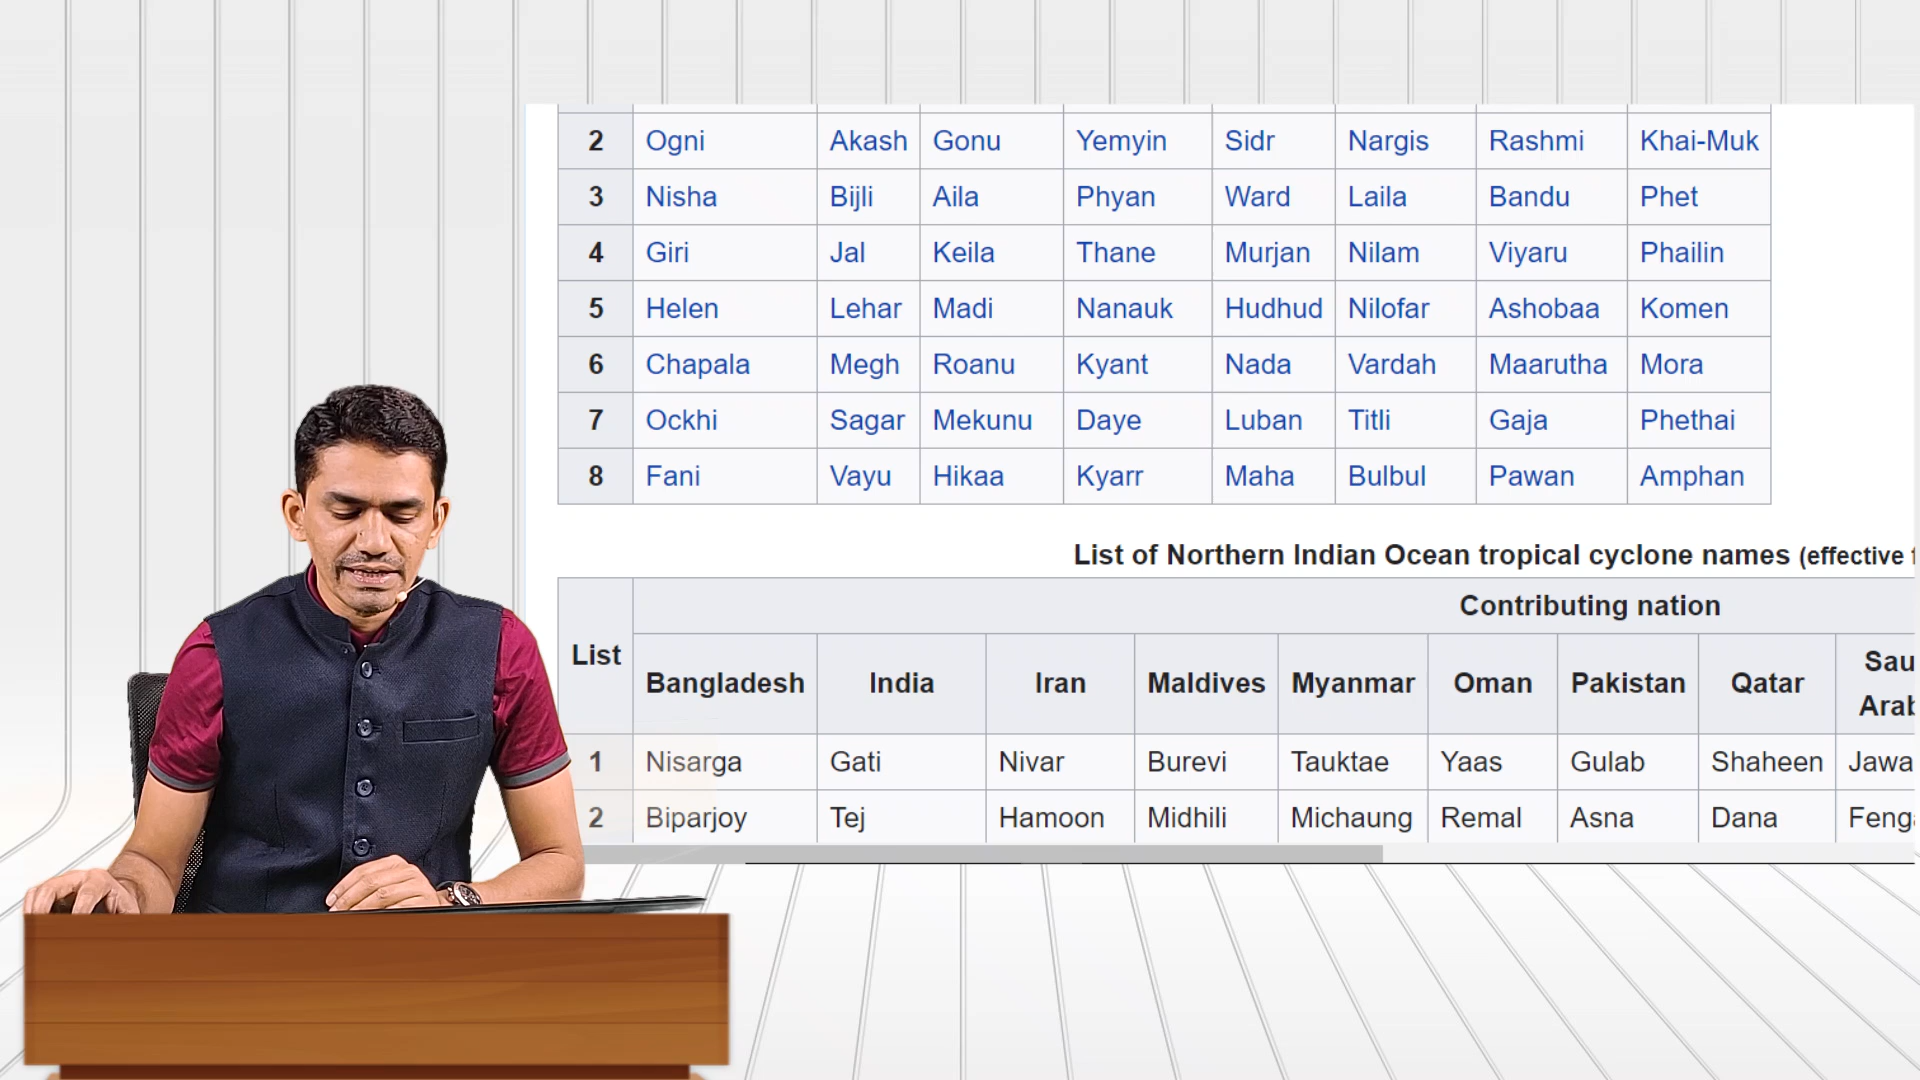 2 Ogni Akash Gonu Yemyin Sidr Nargis Rashmi Khai-Muk
3 Nisha Bijli Aila Phyan Ward Laila Bandu Phet
4 Giri Jal Keila Thane Murjan Nilam Viyaru Phailin
5 Helen Lehar Madi Nanauk Hudhud Nilofar Ashobaa Komen
6 Chapala Megh Roanu Kyant Nada Vardah Maarutha Mora
7 Ockhi Sagar Mekunu Daye Luban Titli Gaja Phethai
8 Fani Vayu Hikaa Kyarr Maha Bulbul Pawan Amphan
List of Northern Indian Ocean tropical cyclone names (effective
List Contributing nation
Bangladesh India Iran Maldives Myanmar Oman Pakistan Qatar Sau
Arab
1 Nisarga Gati Nivar Burevi Tauktae Yaas Gulab Shaheen Jawa
2 Biparjoy Tej Hamoon Midhili Michaung Remal Asna Dana Feng